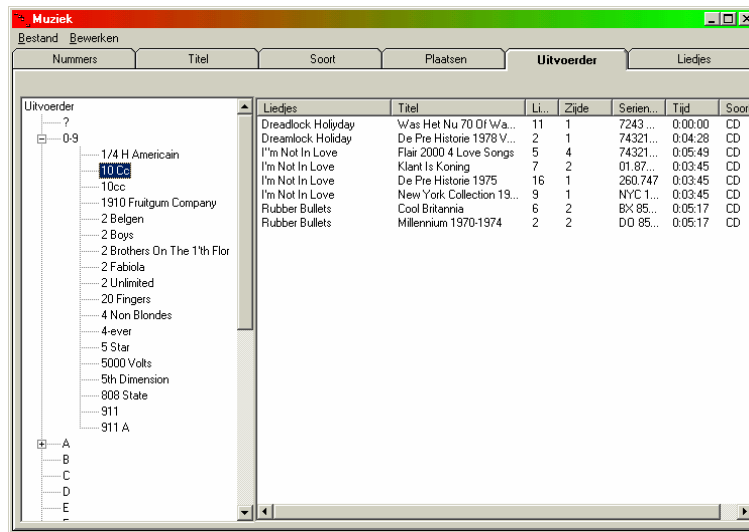 Muziek
Bestand Bewerken
Nummers Titel Soort Plaatsen Uitvoerder Liedjes
Uitvoerder
?
0-9
1/4 H Americain
10 Cc
10cc
1910 Fruitgum Company
2 Belgen
2 Boys
2 Brothers On The 1'th Flor
2 Fabiola
2 Unlimited
20 Fingers
4 Non Blondes
4-ever
5 Star
5000 Volts
5th Dimension
808 State
911
911 A
A
B
C
D
E
Liedjes Titel Li... Zijde Serien... Tijd Soor
Dreadlock Holiyday Was Het Nu 70 Of Wa... 11 1 7243 ... 0:00:00 CD
Dreamlock Holiday De Pre Historie 1978 V... 2 1 74321... 0:04:28 CD
I''m Not In Love Flair 2000 4 Love Songs 5 4 74321... 0:05:49 CD
I'm Not In Love Klant Is Koning 7 2 01.87... 0:03:45 CD
I'm Not In Love De Pre Historie 1975 16 1 260.747 0:03:45 CD
I'm Not In Love New York Collection 19... 9 1 NYC 1... 0:03:45 CD
Rubber Bullets Cool Britannia 6 2 BX 85... 0:05:17 CD
Rubber Bullets Millennium 1970-1974 2 2 DO 85... 0:05:17 CD